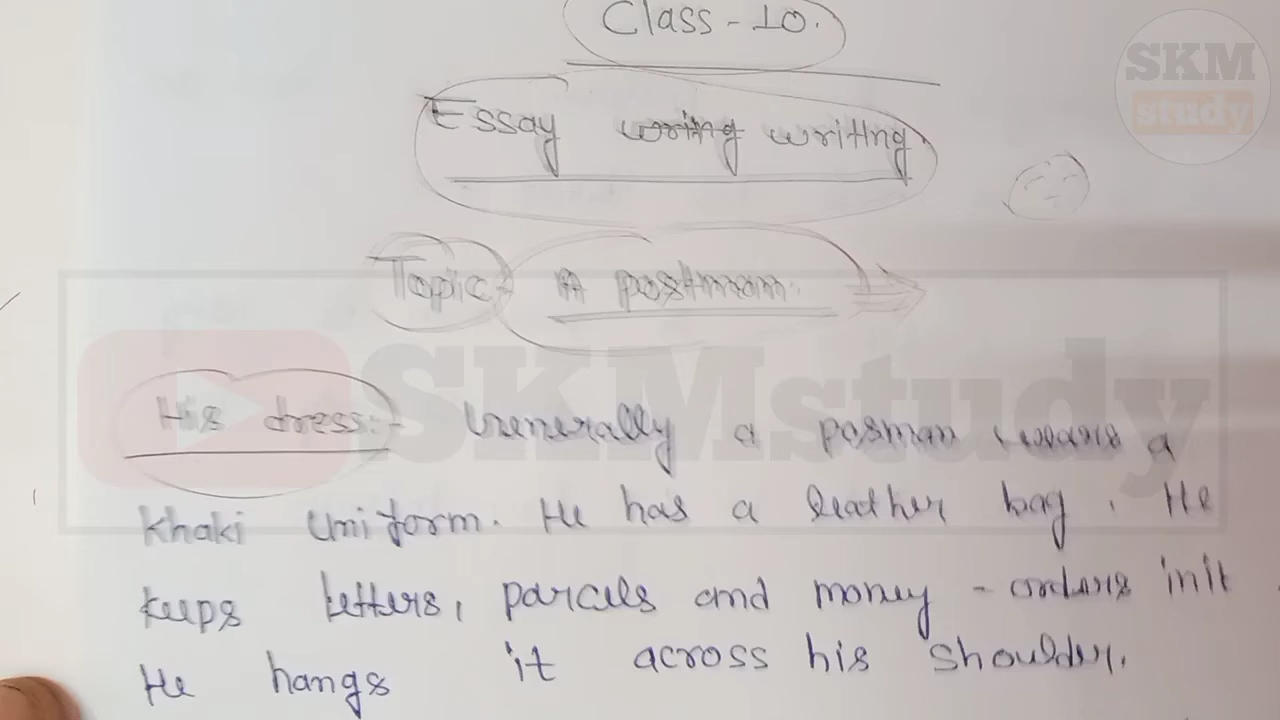 Class - 10.
SKM
study
Essay woring writing
Topic:- A postman.
SKMstudy
His dress:- Generally a posman wears a
khaki uniform. He has a leather bag. He
keeps letters, parcels and money - orders init.
He hangs it across his shoulder.